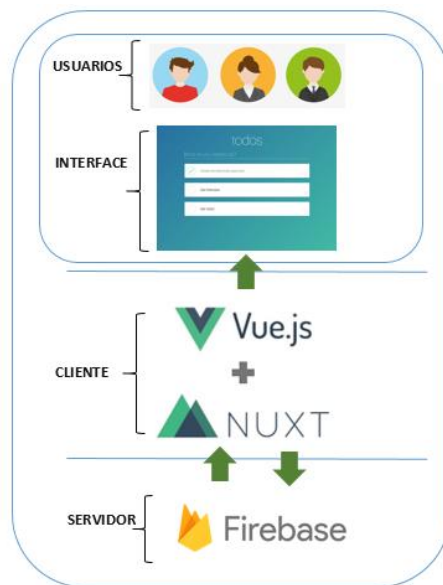 USUARIOS
INTERFACE
todos
CLIENTE
Vue.js
+
NUXT
SERVIDOR
Firebase